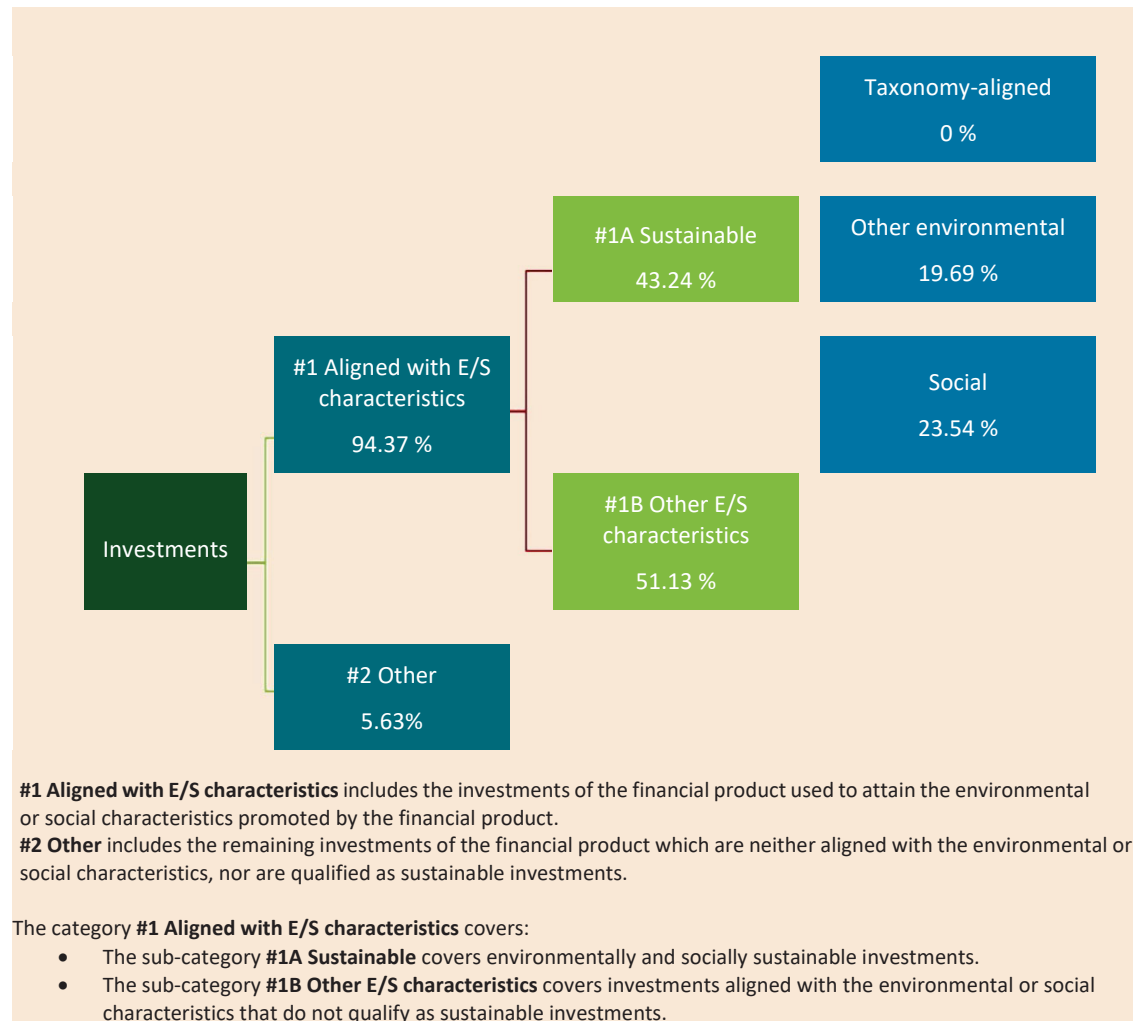 Taxonomy-aligned
0 %
#1A Sustainable
43.24 %
Other environmental
19.69 %
#1 Aligned with E/S
characteristics
94.37 %
Social
23.54 %
Investments
#1B Other E/S
characteristics
51.13 %
#2 Other
5.63%
#1 Aligned with E/S characteristics includes the investments of the financial product used to attain the environmental
or social characteristics promoted by the financial product.
#2 Other includes the remaining investments of the financial product which are neither aligned with the environmental or
social characteristics, nor are qualified as sustainable investments.
The category #1 Aligned with E/S characteristics covers:
• The sub-category #1A Sustainable covers environmentally and socially sustainable investments.
• The sub-category #1B Other E/S characteristics covers investments aligned with the environmental or social
characteristics that do not qualify as sustainable investments.